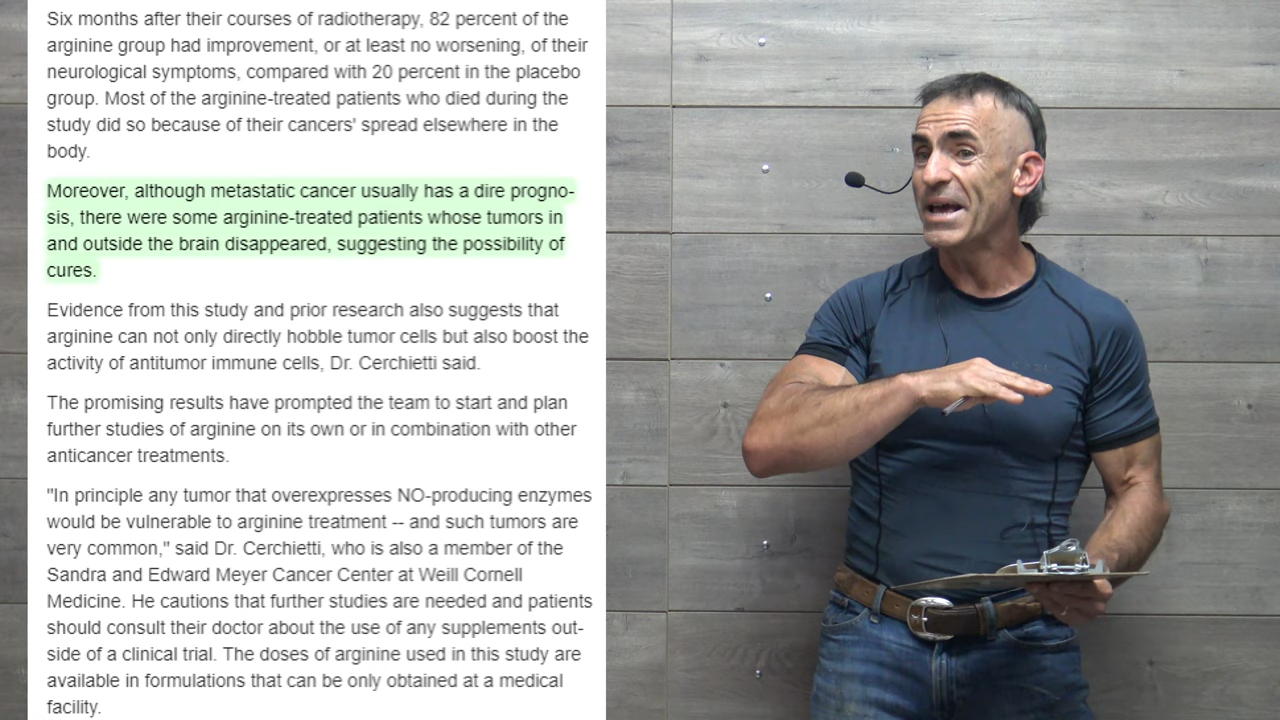 Six months after their courses of radiotherapy, 82 percent of the
arginine group had improvement, or at least no worsening, of their
neurological symptoms, compared with 20 percent in the placebo
group. Most of the arginine-treated patients who died during the
study did so because of their cancers' spread elsewhere in the
body.
Moreover, although metastatic cancer usually has a dire progno-
sis, there were some arginine-treated patients whose tumors in
and outside the brain disappeared, suggesting the possibility of
cures.
Evidence from this study and prior research also suggests that
arginine can not only directly hobble tumor cells but also boost the
activity of antitumor immune cells, Dr. Cerchietti said.
The promising results have prompted the team to start and plan
further studies of arginine on its own or in combination with other
anticancer treatments.
"In principle any tumor that overexpresses NO-producing enzymes
would be vulnerable to arginine treatment -- and such tumors are
very common," said Dr. Cerchietti, who is also a member of the
Sandra and Edward Meyer Cancer Center at Weill Cornell
Medicine. He cautions that further studies are needed and patients
should consult their doctor about the use of any supplements out-
side of a clinical trial. The doses of arginine used in this study are
available in formulations that can be only obtained at a medical
facility.